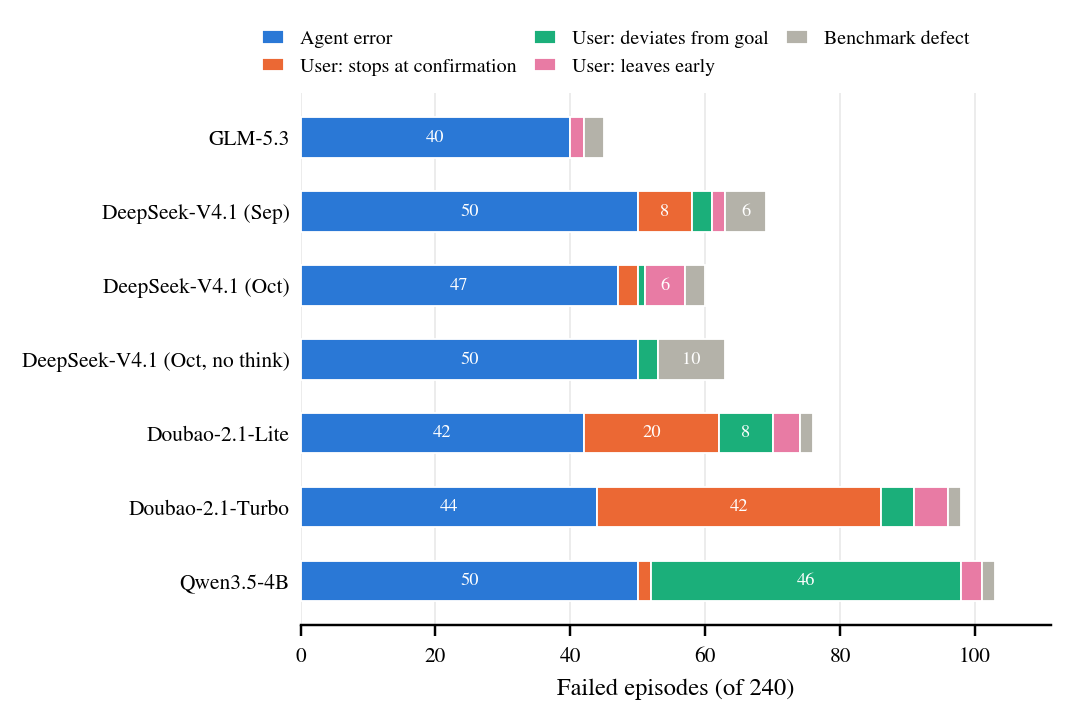 Agent error
User: stops at confirmation
User: deviates from goal
User: leaves early
Benchmark defect
GLM-5.3
40
DeepSeek-V4.1 (Sep)
50 8 6
DeepSeek-V4.1 (Oct)
47 6
DeepSeek-V4.1 (Oct, no think)
50 10
Doubao-2.1-Lite
42 20 8
Doubao-2.1-Turbo
44 42
Qwen3.5-4B
50 46
0 20 40 60 80 100
Failed episodes (of 240)